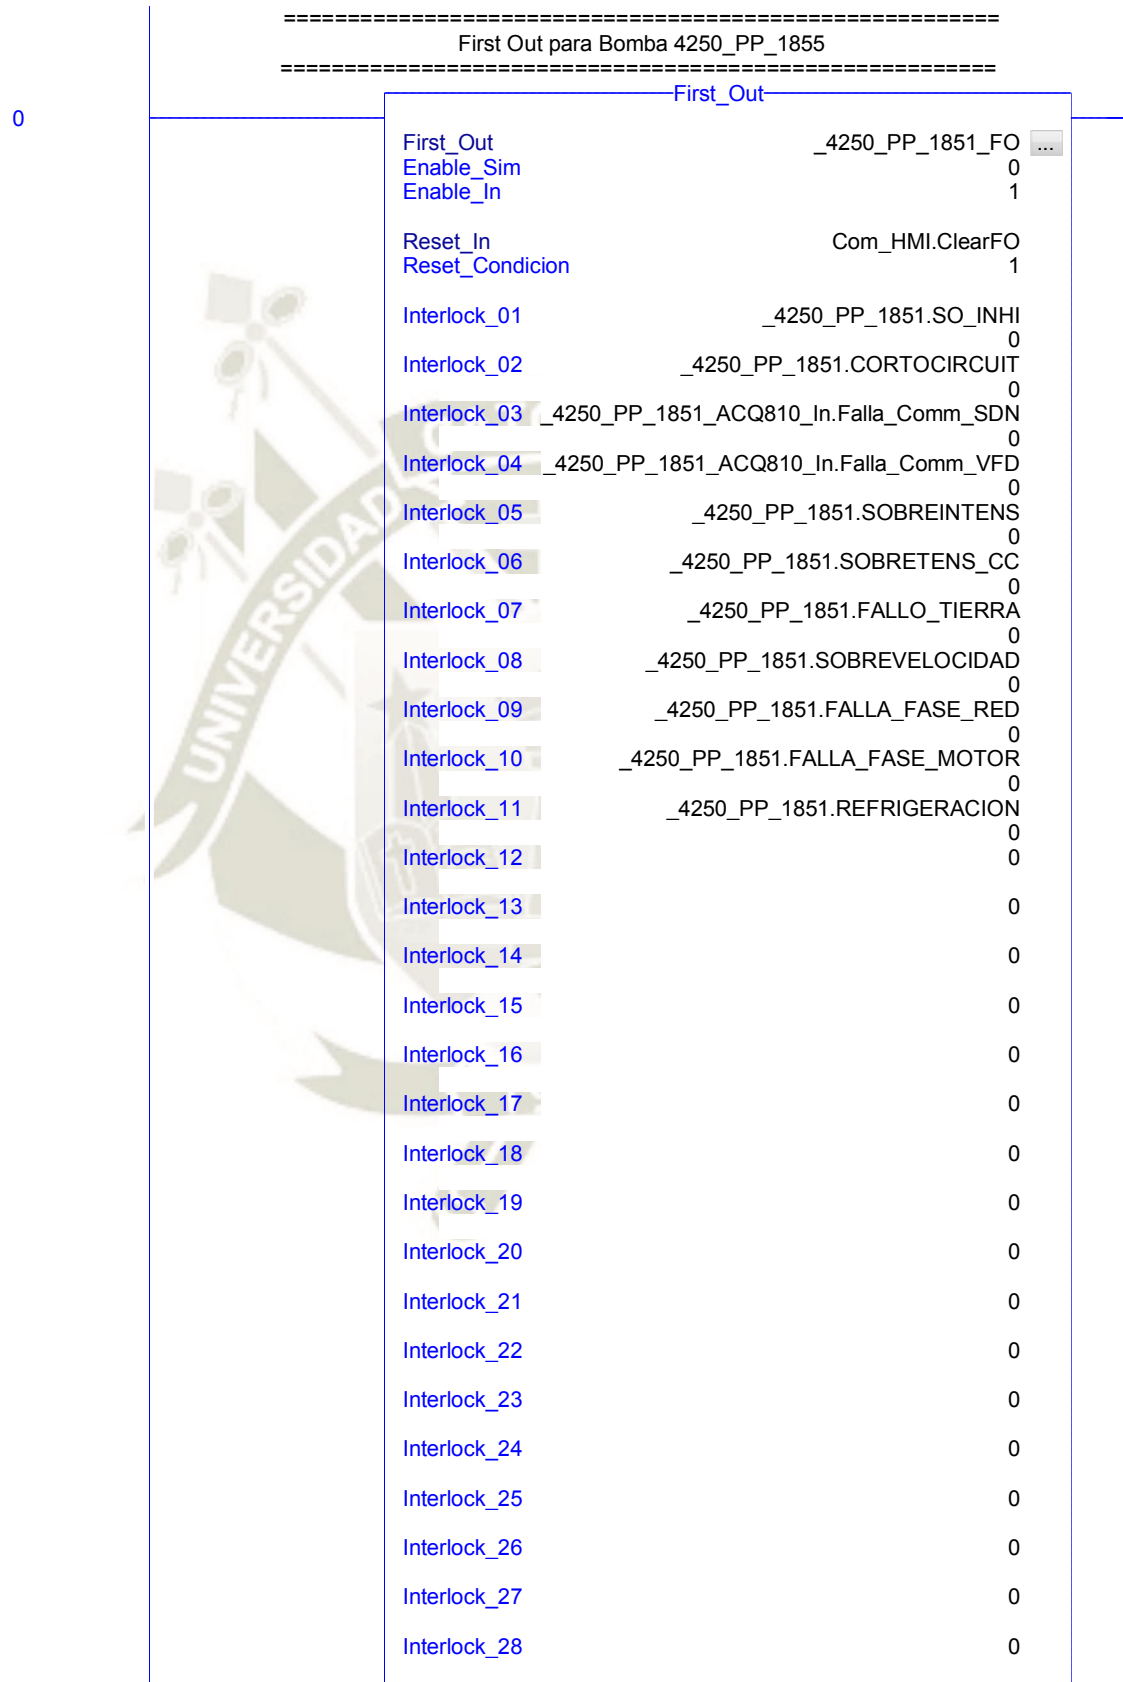 =========================================================
First Out para Bomba 4250_PP_1855
=========================================================
First_Out
0
First_Out _4250_PP_1851_FO ...
Enable_Sim 0
Enable_In 1
Reset_In Com_HMI.ClearFO
Reset_Condicion 1
Interlock_01 _4250_PP_1851.SO_INHI
0
Interlock_02 _4250_PP_1851.CORTOCIRCUIT
0
Interlock_03 _4250_PP_1851_ACQ810_In.Falla_Comm_SDN
0
Interlock_04 _4250_PP_1851_ACQ810_In.Falla_Comm_VFD
0
Interlock_05 _4250_PP_1851.SOBREINTENS
0
Interlock_06 _4250_PP_1851.SOBRETENS_CC
0
Interlock_07 _4250_PP_1851.FALLO_TIERRA
0
Interlock_08 _4250_PP_1851.SOBREVELOCIDAD
0
Interlock_09 _4250_PP_1851.FALLA_FASE_RED
0
Interlock_10 _4250_PP_1851.FALLA_FASE_MOTOR
0
Interlock_11 _4250_PP_1851.REFRIGERACION
0
Interlock_12 0
Interlock_13 0
Interlock_14 0
Interlock_15 0
Interlock_16 0
Interlock_17 0
Interlock_18 0
Interlock_19 0
Interlock_20 0
Interlock_21 0
Interlock_22 0
Interlock_23 0
Interlock_24 0
Interlock_25 0
Interlock_26 0
Interlock_27 0
Interlock_28 0
UNIVERSIDAD